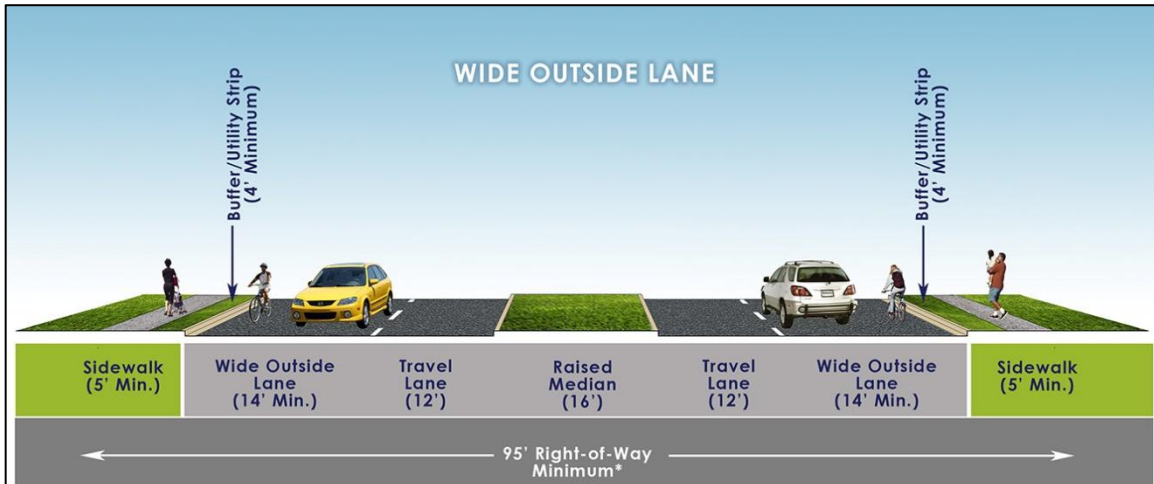 WIDE OUTSIDE LANE
Buffer/Utility Strip
(4' Minimum)
Buffer/Utility Strip
(4' Minimum)
Sidewalk
(5' Min.)
Wide Outside
Lane
(14' Min.)
Travel
Lane
(12')
Raised
Median
(16')
Travel
Lane
(12')
Wide Outside
Lane
(14' Min.)
Sidewalk
(5' Min.)
95' Right-of-Way
Minimum*